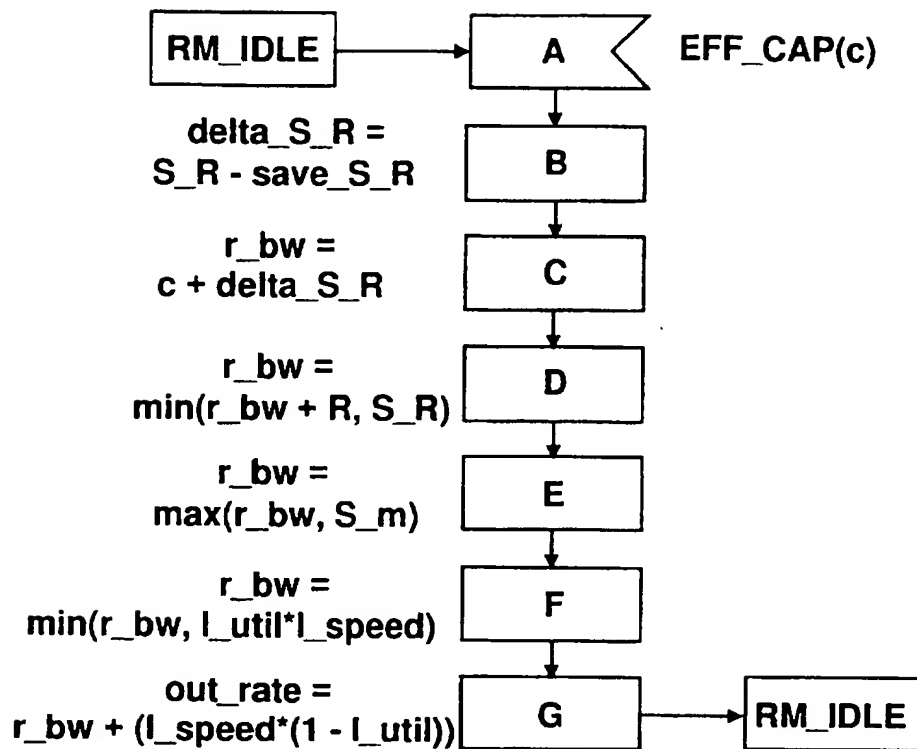 RM_IDLE
A
EFF_CAP(c)
delta_S_R =
S_R - save_S_R
B
r_bw =
c + delta_S_R
C
r_bw =
min(r_bw + R, S_R)
D
r_bw =
max(r_bw, S_m)
E
r_bw =
min(r_bw, l_util*l_speed)
F
out_rate =
r_bw + (l_speed*(1 - l_util))
G
RM_IDLE